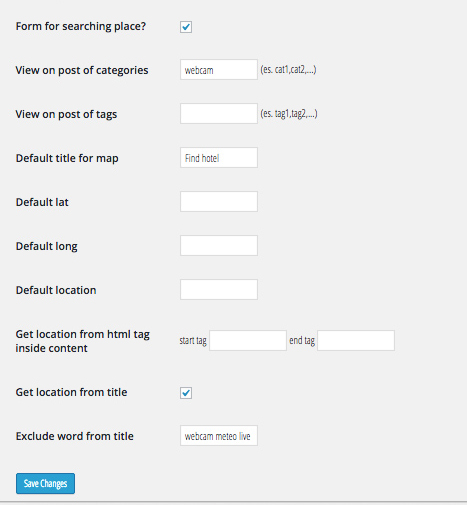 Form for searching place?
View on post of categories webcam (es. cat1,cat2,...)
View on post of tags (es. tag1,tag2,...)
Default title for map Find hotel
Default lat
Default long
Default location
Get location from html tag
inside content start tag end tag
Get location from title
Exclude word from title webcam meteo live
Save Changes